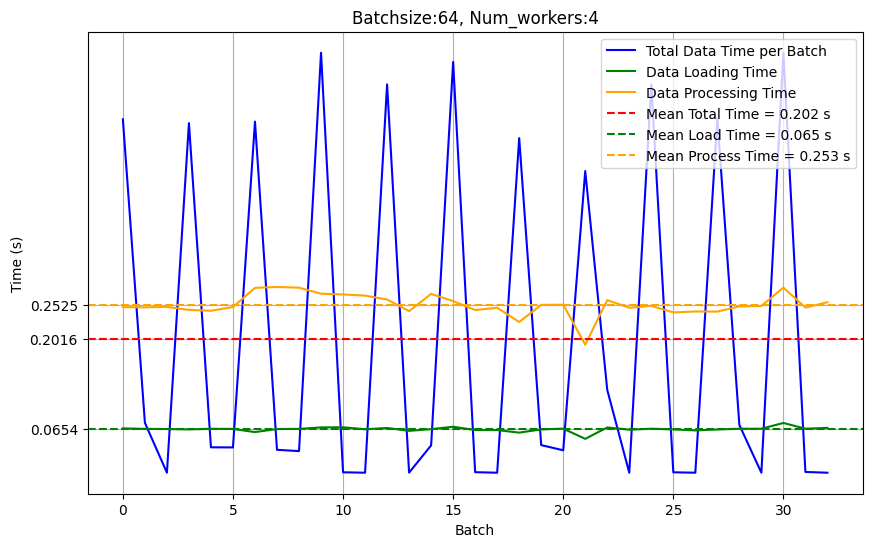 Batchsize:64, Num_workers:4
Total Data Time per Batch
Data Loading Time
Data Processing Time
Mean Total Time = 0.202 s
Mean Load Time = 0.065 s
Mean Process Time = 0.253 s
Time (s)
0.2525
0.2016
0.0654
0 5 10 15 20 25 30
Batch